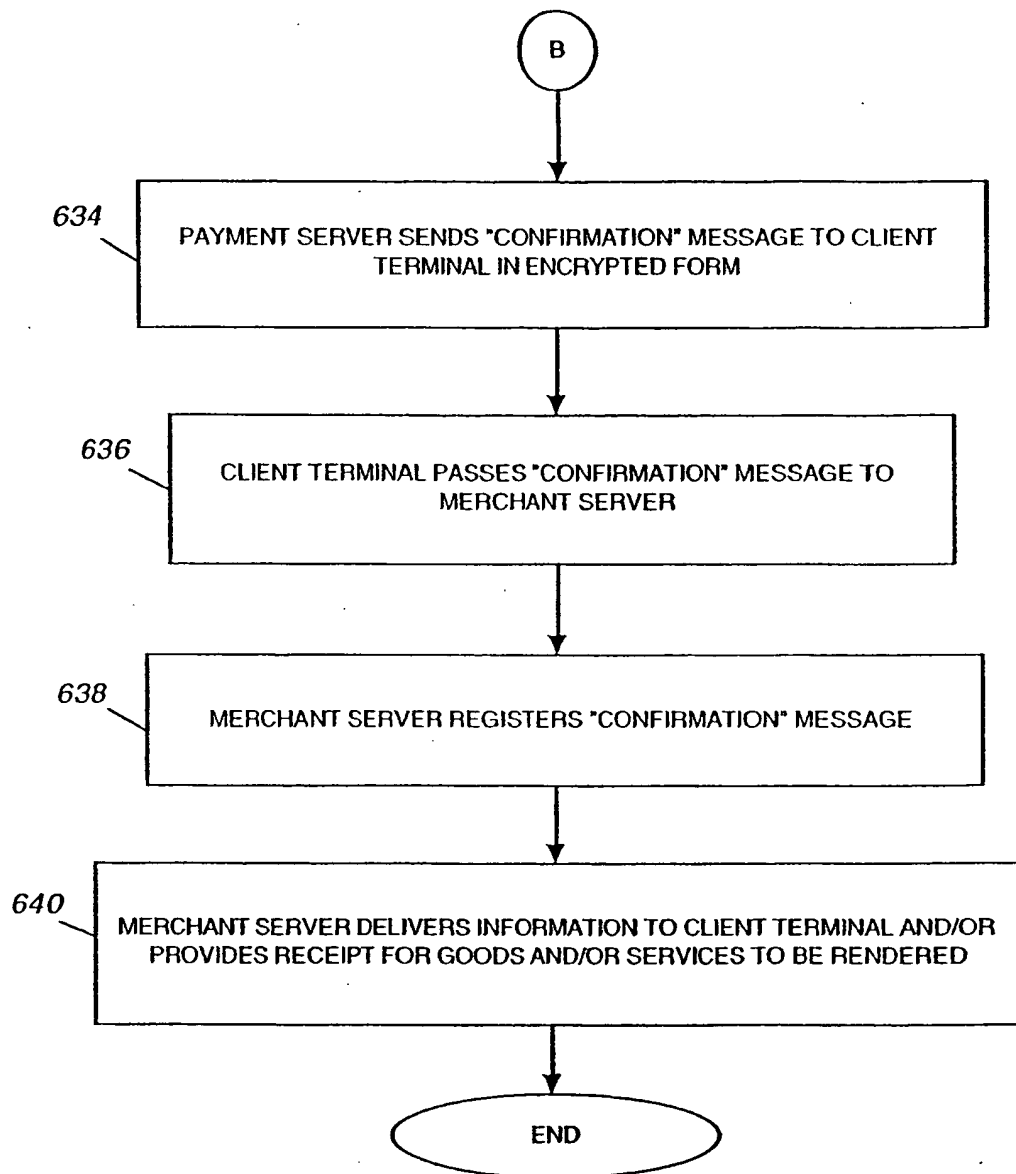 B
634
PAYMENT SERVER SENDS "CONFIRMATION" MESSAGE TO CLIENT
TERMINAL IN ENCRYPTED FORM
636
CLIENT TERMINAL PASSES "CONFIRMATION" MESSAGE TO
MERCHANT SERVER
638
MERCHANT SERVER REGISTERS "CONFIRMATION" MESSAGE
640
MERCHANT SERVER DELIVERS INFORMATION TO CLIENT TERMINAL AND/OR
PROVIDES RECEIPT FOR GOODS AND/OR SERVICES TO BE RENDERED
END